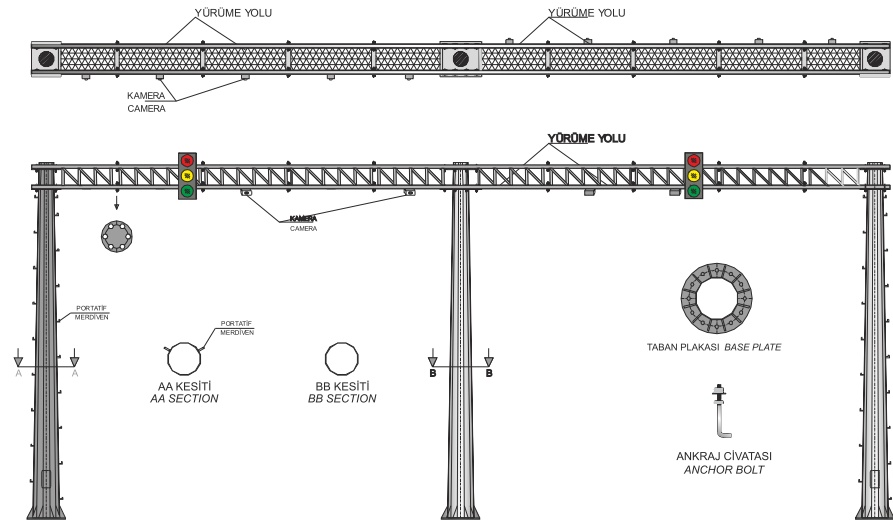 YÜRÜME YOLU
YÜRÜME YOLU
KAMERA
CAMERA
YÜRÜME YOLU
KAMERA
CAMERA
PORTATİF
MERDİVEN
PORTATİF
MERDİVEN
TABAN PLAKASI BASE PLATE
A A
B B
AA KESİTİ
AA SECTION
BB KESİTİ
BB SECTION
ANKRAJ CİVATASI
ANCHOR BOLT